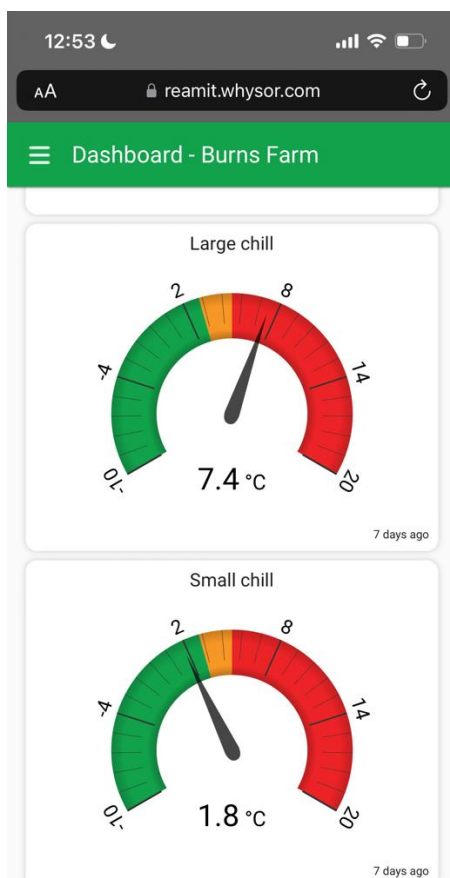 12:53
AA reamit.whysor.com
Dashboard - Burns Farm
Large chill
-10 -4 2 8 14 20
7.4 °C
7 days ago
Small chill
-10 -4 2 8 14 20
1.8 °C
7 days ago